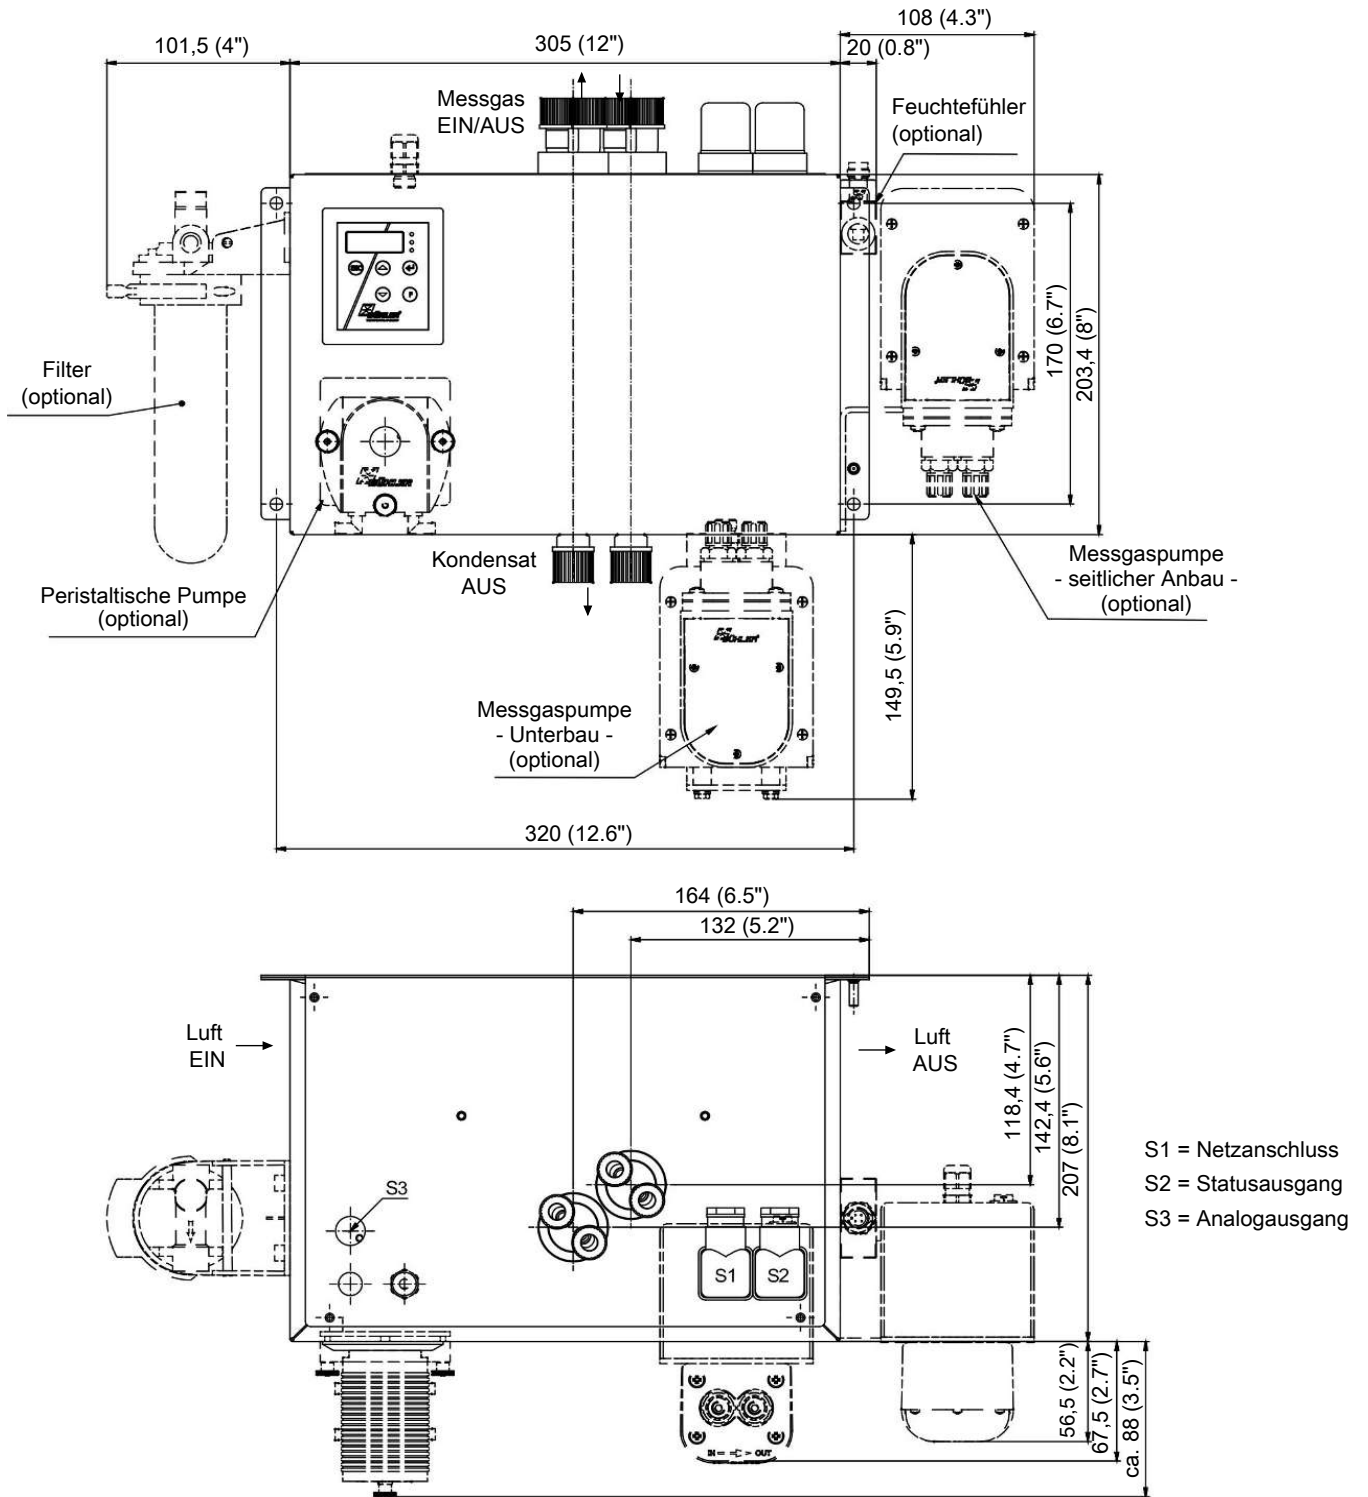 108 (4.3")
101,5 (4")
305 (12")
20 (0.8")
Messgas
EIN/AUS
Feuchtefühler
(optional)
170 (6.7")
203,4 (8")
Filter
(optional)
BÜHLER
Kondensat
AUS
Peristaltische Pumpe
(optional)
Messgaspumpe
- seitlicher Anbau -
(optional)
149,5 (5.9")
BÜHLER
Messgaspumpe
- Unterbau -
(optional)
320 (12.6")
164 (6.5")
132 (5.2")
Luft
EIN
Luft
AUS
118,4 (4.7")
142,4 (5.6")
207 (8.1")
S1 = Netzanschluss
S2 = Statusausgang
S3 = Analogausgang
S3
S1
S2
56,5 (2.2")
67,5 (2.7")
ca. 88 (3.5")
IN
OUT